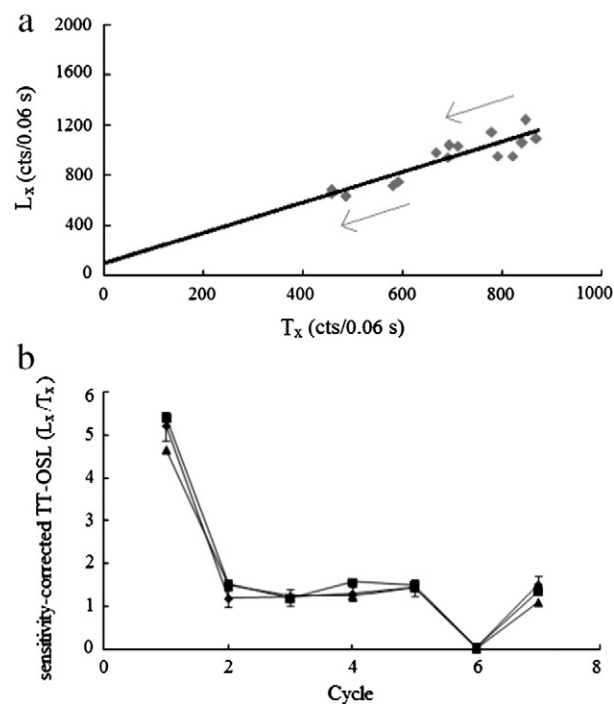 a
2000
1600
1200
800
400
0
Lx (cts/0.06 s)
0 200 400 600 800 1000
Tx (cts/0.06 s)
b
6
5
4
3
2
1
0
sensitivity-corrected TT-OSL (Lx/Tx)
0 2 4 6 8
Cycle